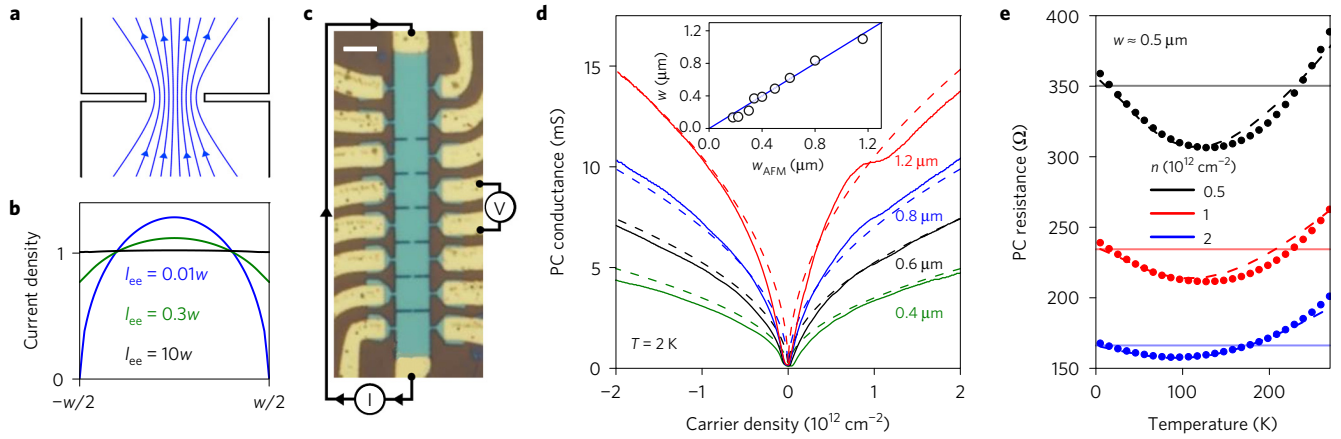 a
b
Current density
1
0
l_ee = 0.01w
l_ee = 0.3w
l_ee = 10w
−w/2
w/2
c
V
I
d
PC conductance (mS)
15
10
5
0
w (μm)
1.2
0.8
0.4
0.0
0.0
0.4
0.8
1.2
w_AFM (μm)
1.2 μm
0.8 μm
0.6 μm
0.4 μm
T = 2 K
−2
−1
0
1
2
Carrier density (10¹² cm⁻²)
e
PC resistance (Ω)
400
350
300
250
200
150
w ≈ 0.5 μm
n (10¹² cm⁻²)
0.5
1
2
0
100
200
Temperature (K)